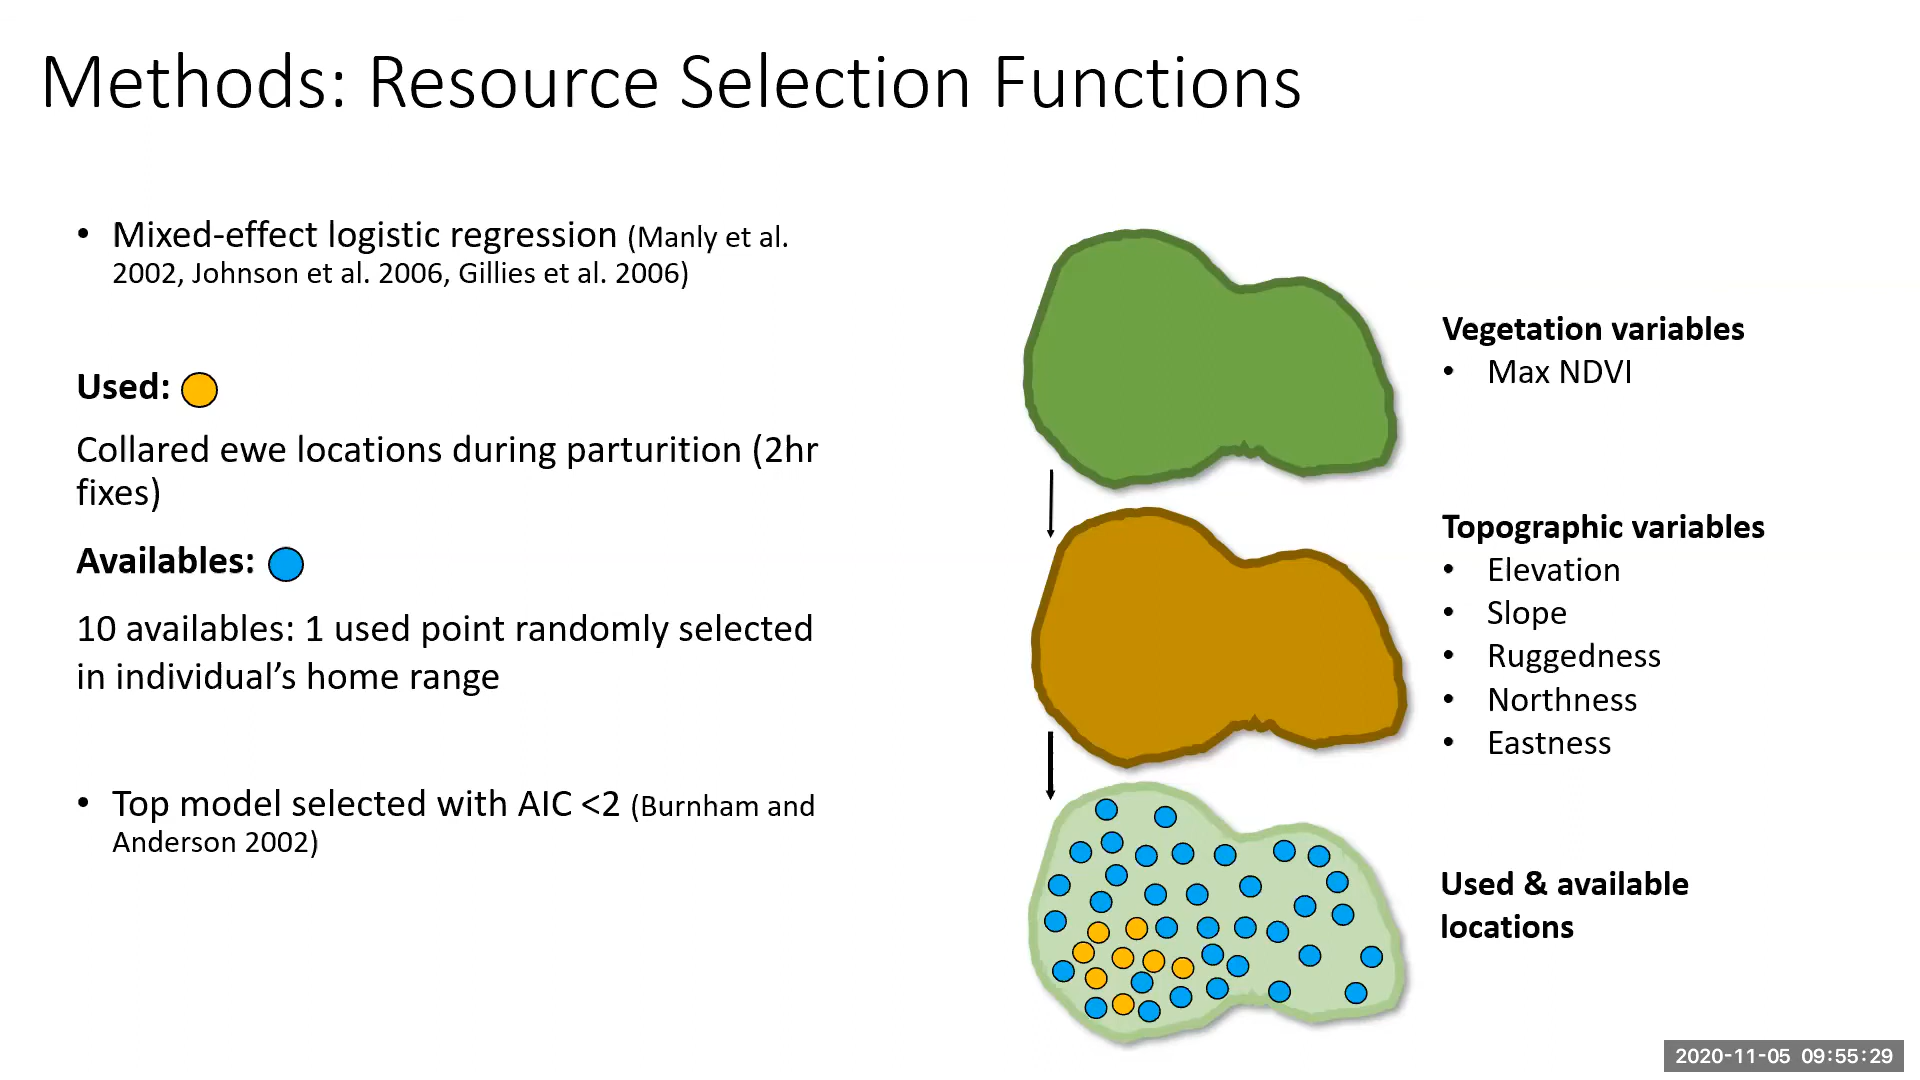 Methods: Resource Selection Functions
• Mixed-effect logistic regression (Manly et al.
2002, Johnson et al. 2006, Gillies et al. 2006)
Used:
Collared ewe locations during parturition (2hr
fixes)
Availables:
10 availables: 1 used point randomly selected
in individual’s home range
• Top model selected with AIC <2 (Burnham and
Anderson 2002)
Vegetation variables
• Max NDVI
Topographic variables
• Elevation
• Slope
• Ruggedness
• Northness
• Eastness
Used & available
locations
2020-11-05 09:55:29